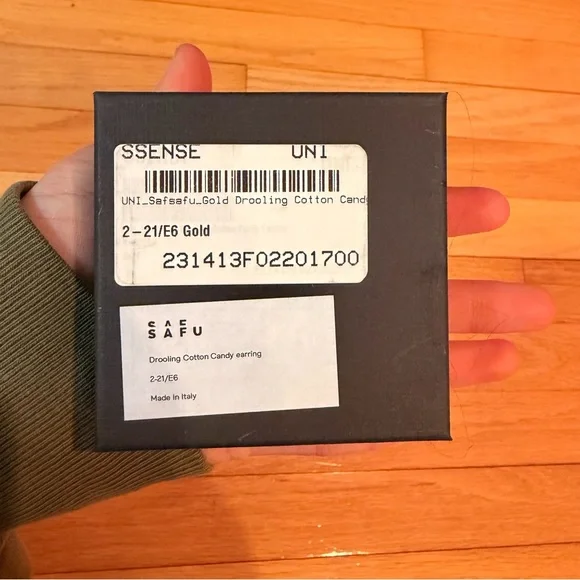 SSENSE UNI
UNI_Safsafu_Gold Drooling Cotton Cand
2-21/E6 Gold
231413F02201700
SAF
SAFU
Drooling Cotton Candy earring
2-21/E6
Made in Italy